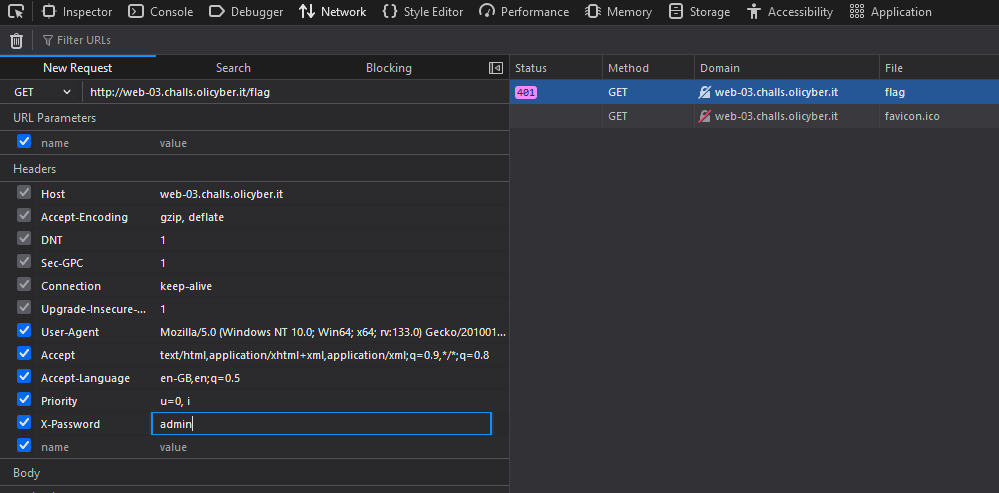 Inspector Console Debugger Network Style Editor Performance Memory Storage Accessibility Application
Filter URLs
New Request Search Blocking
GET http://web-03.challs.olicyber.it/flag
URL Parameters
name value
Headers
Host web-03.challs.olicyber.it
Accept-Encoding gzip, deflate
DNT 1
Sec-GPC 1
Connection keep-alive
Upgrade-Insecure-... 1
User-Agent Mozilla/5.0 (Windows NT 10.0; Win64; x64; rv:133.0) Gecko/201001...
Accept text/html,application/xhtml+xml,application/xml;q=0.9,*/*;q=0.8
Accept-Language en-GB,en;q=0.5
Priority u=0, i
X-Password admin
name value
Body
Status Method Domain File
401 GET web-03.challs.olicyber.it flag
GET web-03.challs.olicyber.it favicon.ico